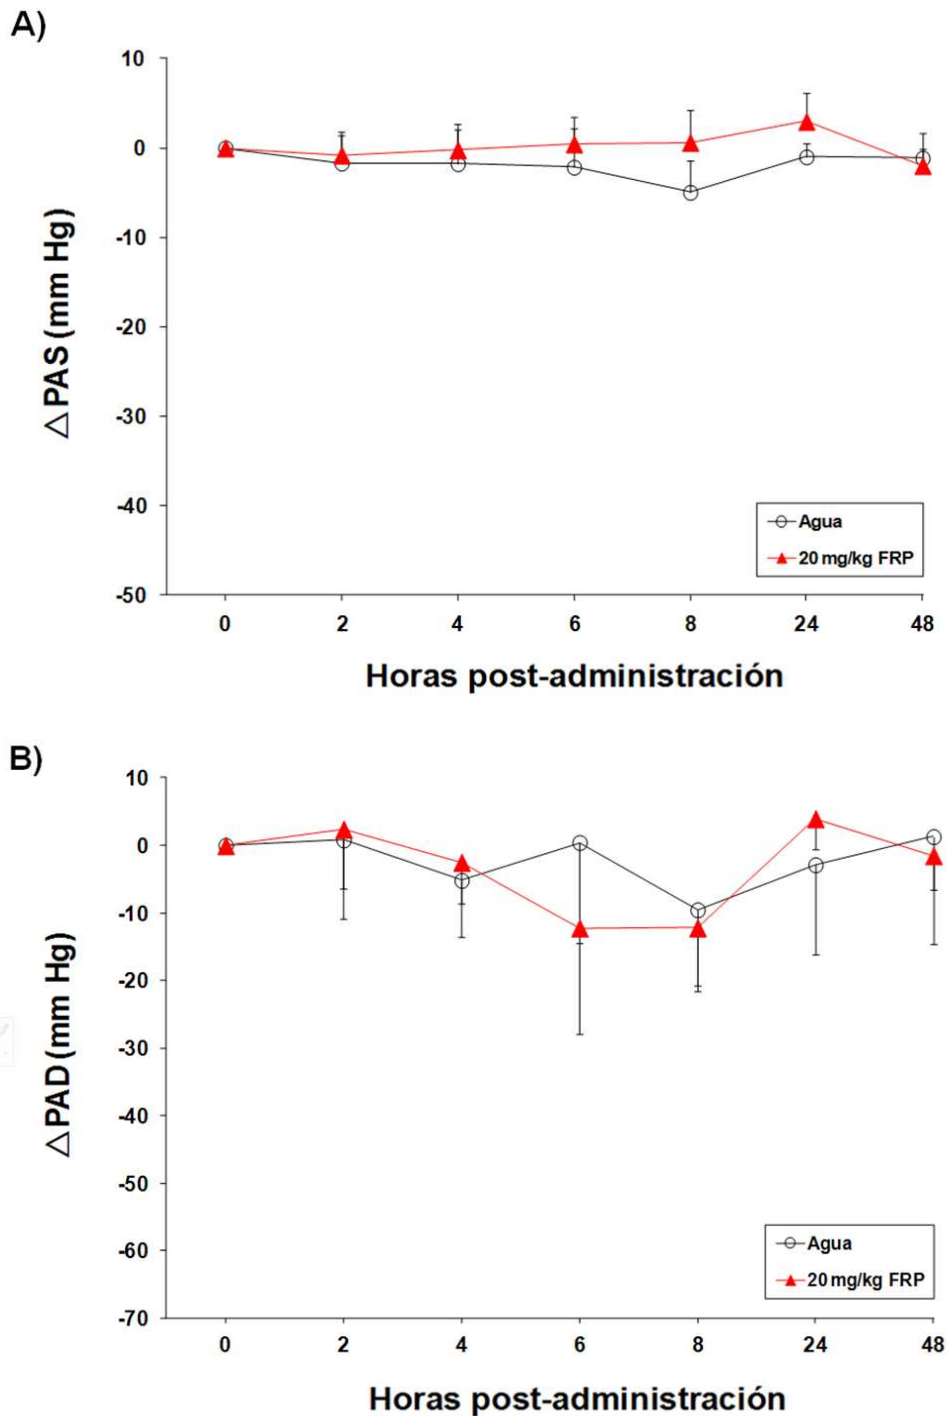 A)
10
0
-10
-20
-30
-40
-50
△PAS (mm Hg)
Agua
20 mg/kg FRP
0 2 4 6 8 24 48
Horas post-administración
B)
10
0
-10
-20
-30
-40
-50
-60
-70
△PAD (mm Hg)
Agua
20 mg/kg FRP
0 2 4 6 8 24 48
Horas post-administración